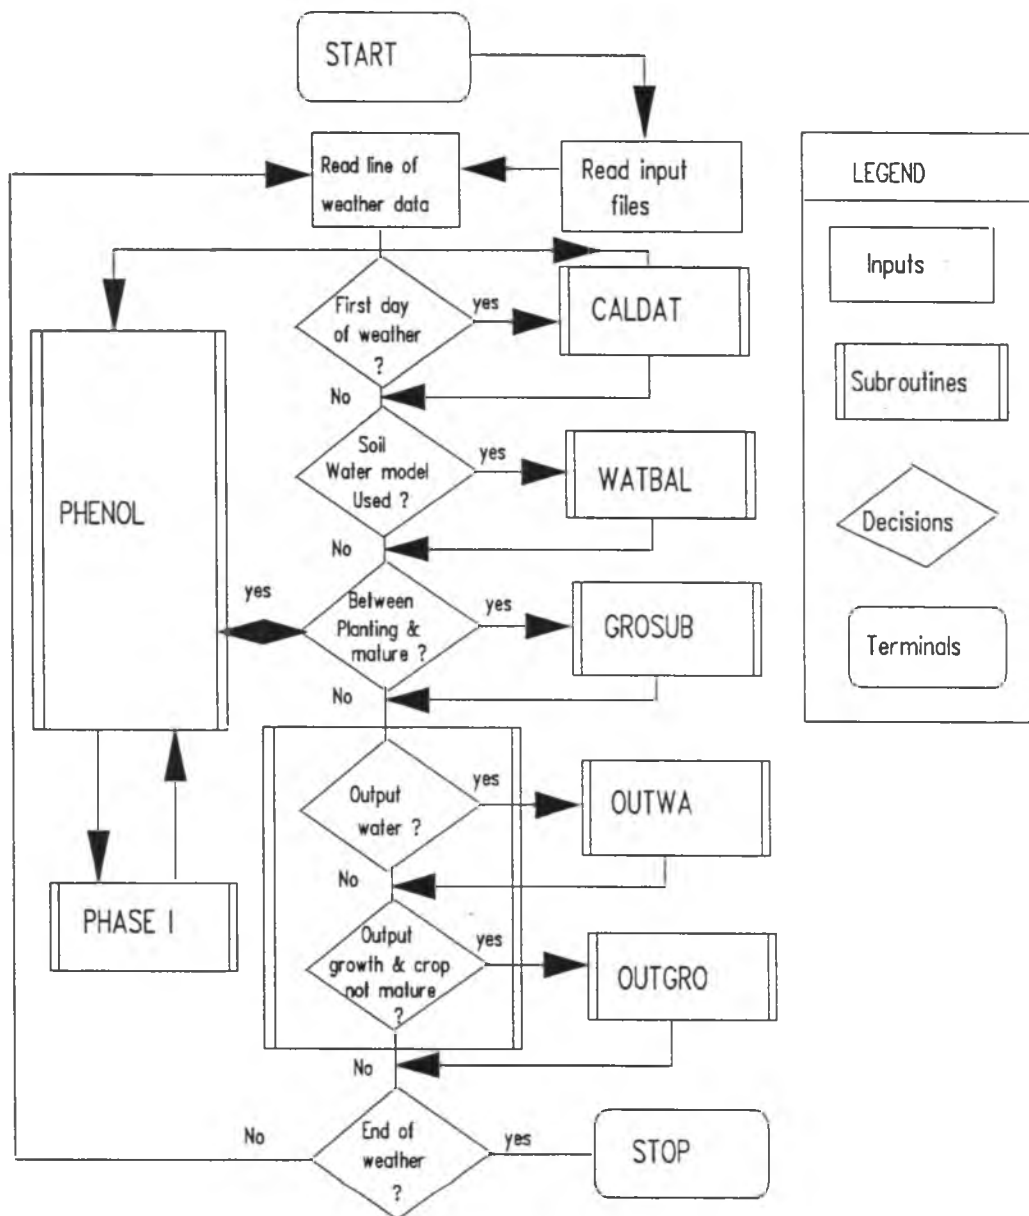 START
Read line of
weather data
Read input
files
LEGEND
Inputs
First day
of weather
?
yes
CALDAT
No
Subroutines
Soil
Water model
Used ?
yes
WATBAL
No
PHENOL
Decisions
yes
Between
Planting &
mature ?
yes
GROSUB
No
Terminals
Output
water ?
yes
OUTWA
No
PHASE I
Output
growth & crop
not mature
?
yes
OUTGRO
No
End of
weather
?
No
yes
STOP